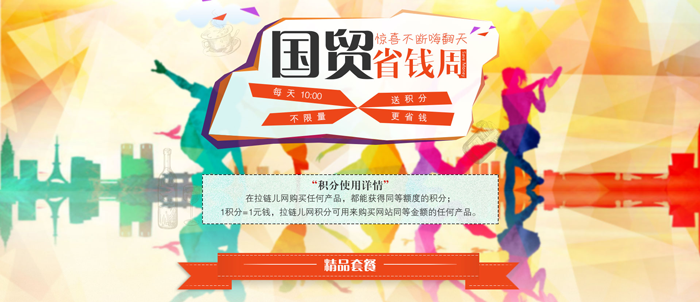 惊喜不断嗨翻天
国贸省钱周
每天 10:00
送积分
不限量
更省钱
“积分使用详情”
在拉链儿网购买任何产品，都能获得同等额度的积分；
1积分=1元钱，拉链儿网积分可用来购买网站同等金额的任何产品。
精品套餐